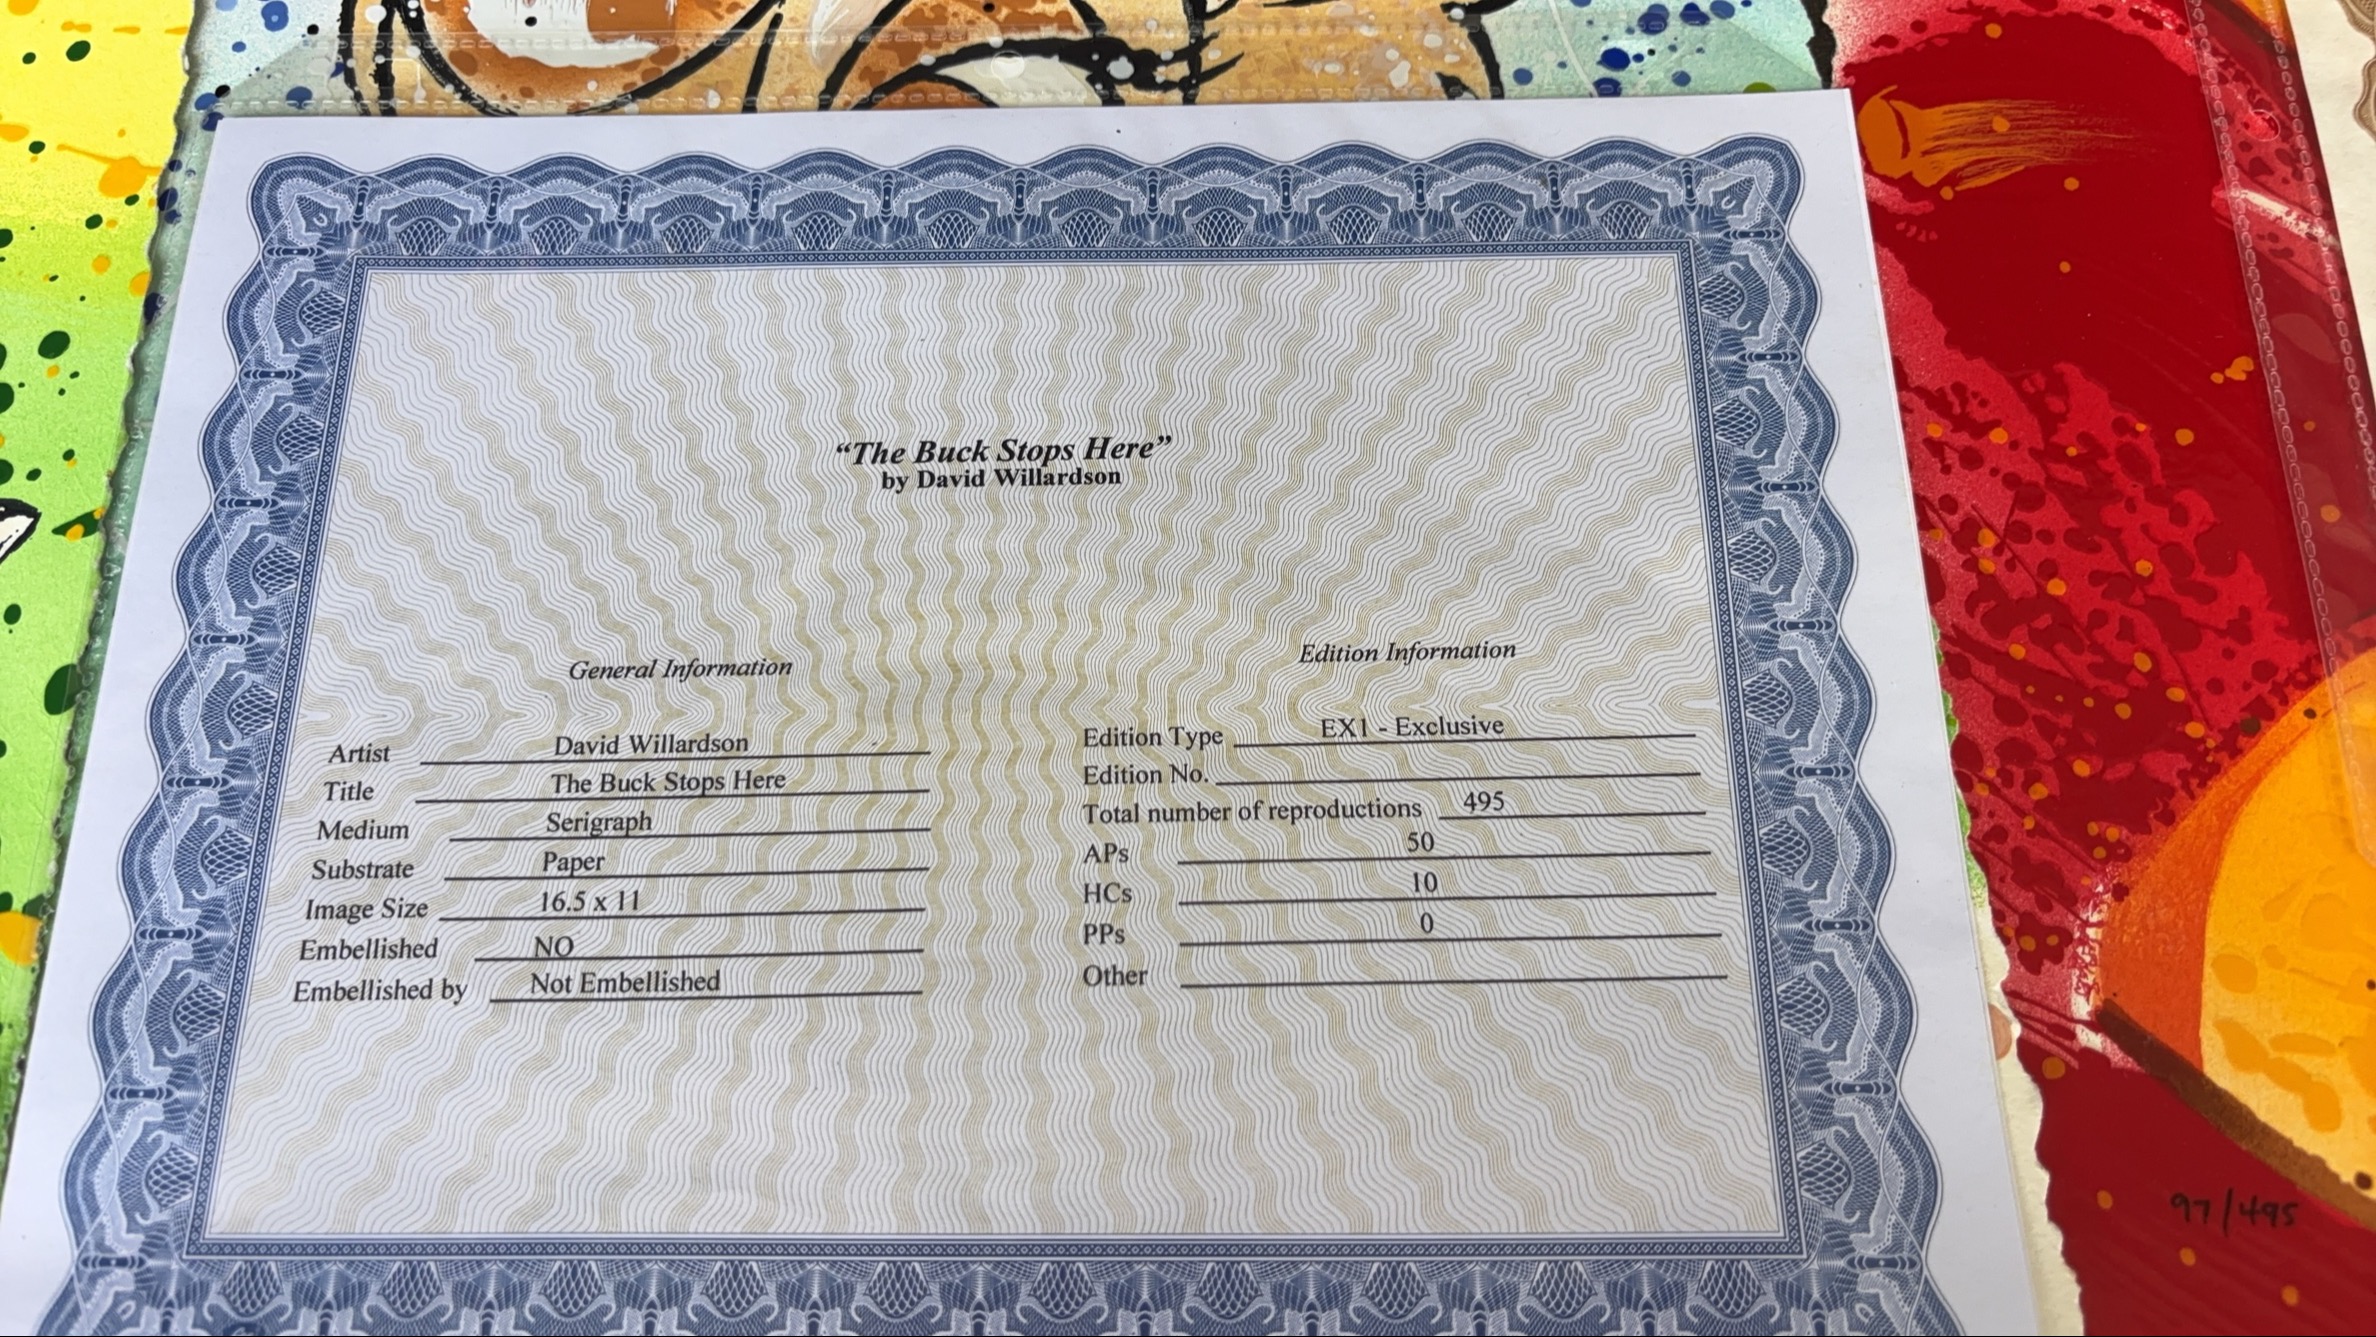 “The Buck Stops Here”
by David Willardson
General Information
Artist David Willardson
Title The Buck Stops Here
Medium Serigraph
Substrate Paper
Image Size 16.5 x 11
Embellished NO
Embellished by Not Embellished
Edition Information
Edition Type EX1 - Exclusive
Edition No.
Total number of reproductions 495
APs 50
HCs 10
PPs 0
Other
97/495